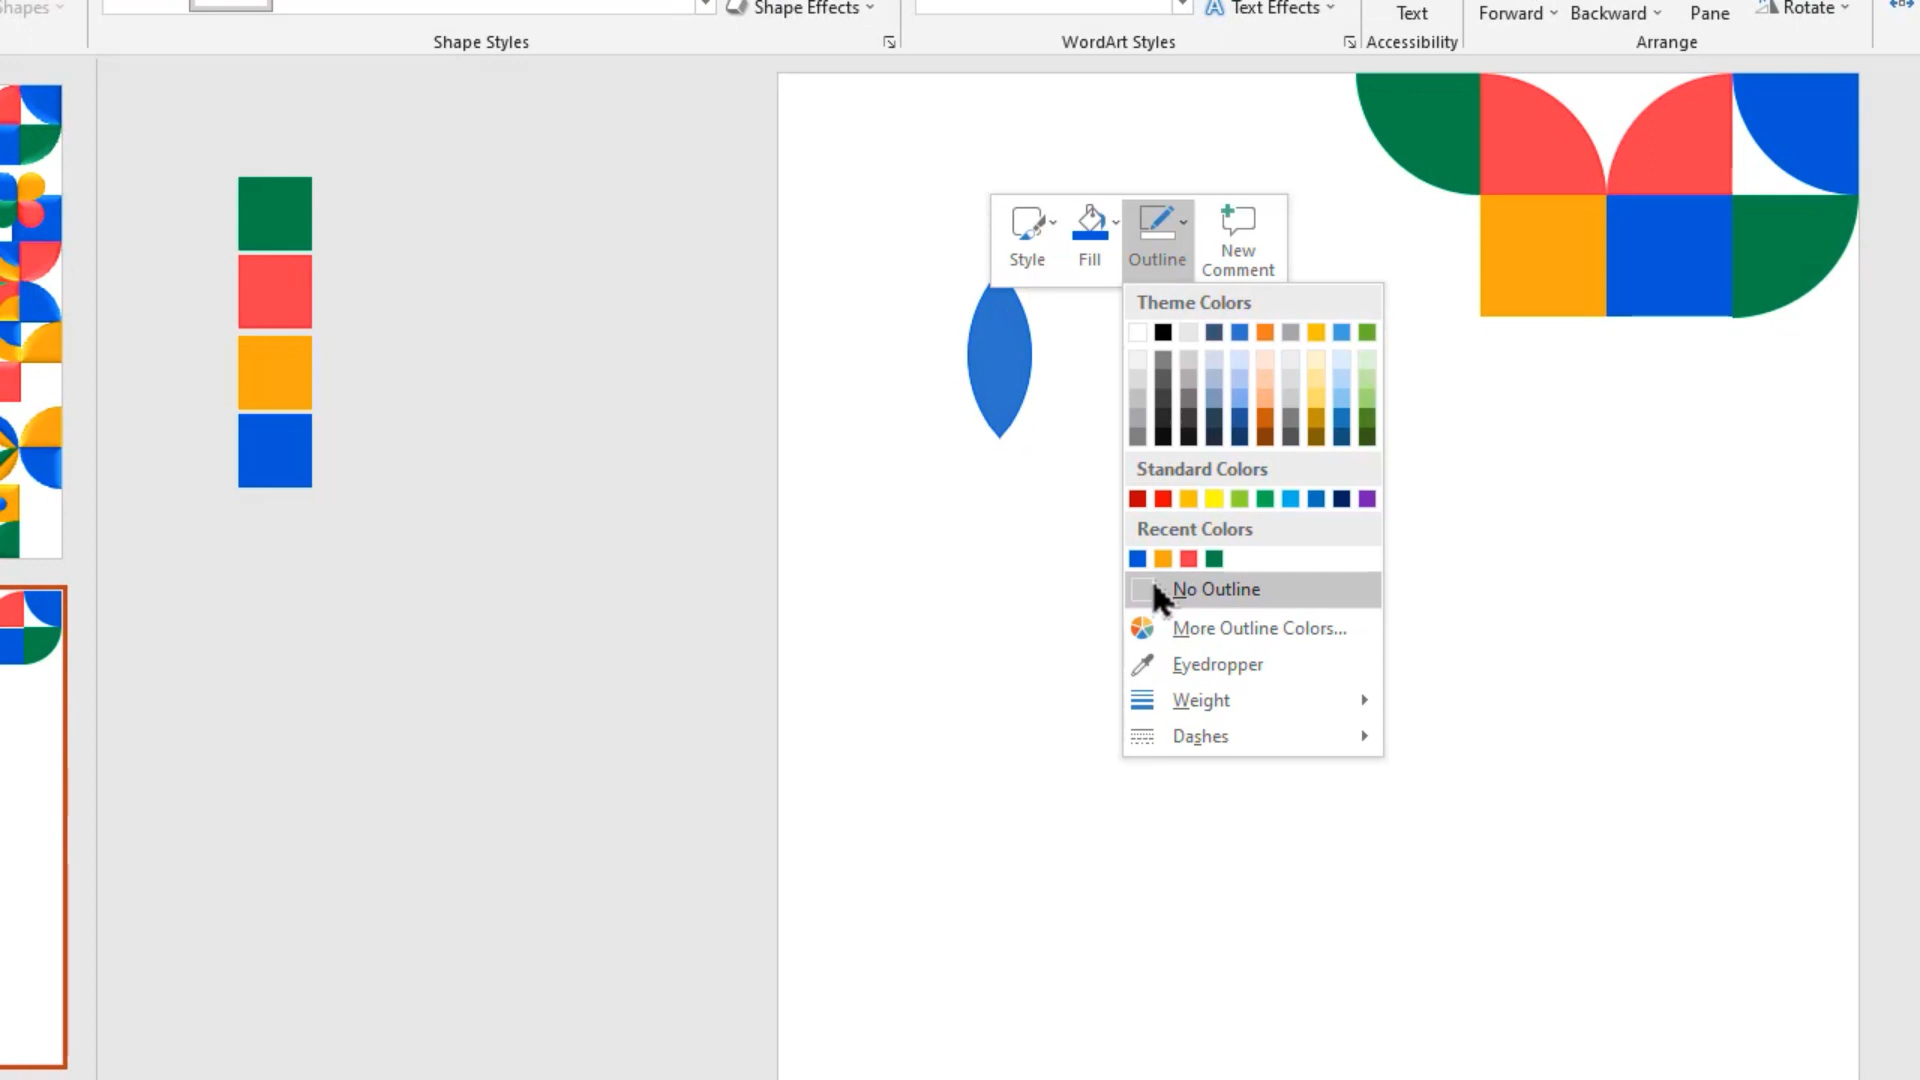 Shapes
Shape Effects
Text Effects
Text
Forward
Backward
Pane
Rotate
Shape Styles
WordArt Styles
Accessibility
Arrange
Style
Fill
Outline
New
Comment
Theme Colors
Standard Colors
Recent Colors
No Outline
More Outline Colors...
Eyedropper
Weight
Dashes